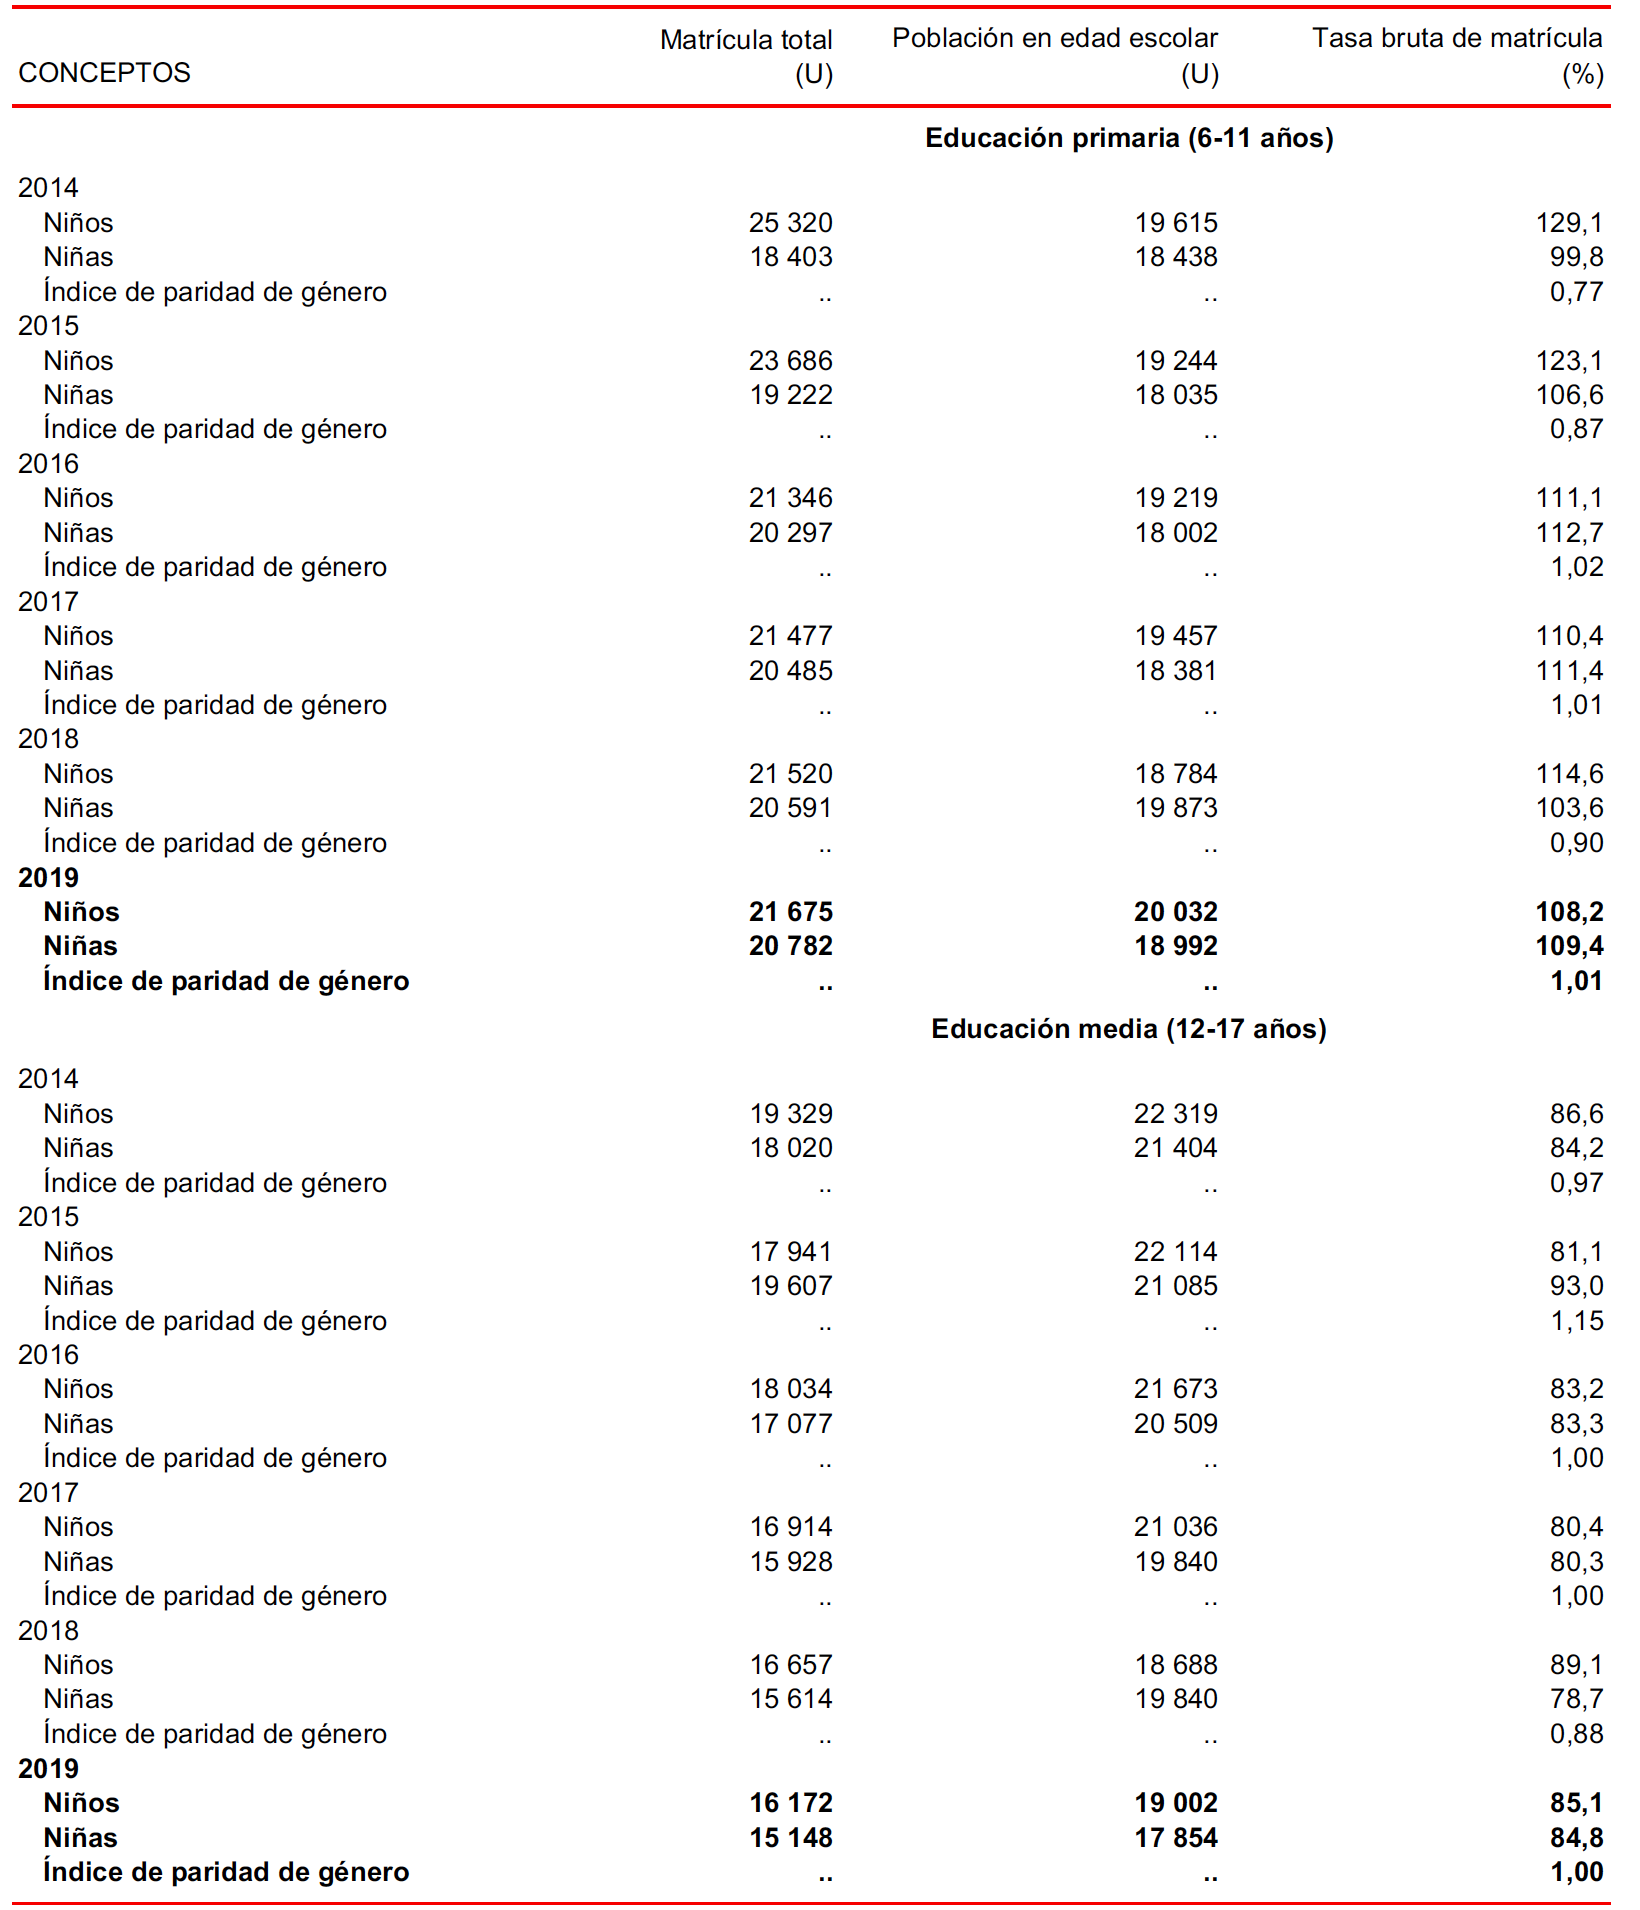 CONCEPTOS Matrícula total (U) Población en edad escolar (U) Tasa bruta de matrícula (%)
Educación primaria (6-11 años)
2014
Niños 25 320 19 615 129,1
Niñas 18 403 18 438 99,8
Índice de paridad de género .. .. 0,77
2015
Niños 23 686 19 244 123,1
Niñas 19 222 18 035 106,6
Índice de paridad de género .. .. 0,87
2016
Niños 21 346 19 219 111,1
Niñas 20 297 18 002 112,7
Índice de paridad de género .. .. 1,02
2017
Niños 21 477 19 457 110,4
Niñas 20 485 18 381 111,4
Índice de paridad de género .. .. 1,01
2018
Niños 21 520 18 784 114,6
Niñas 20 591 19 873 103,6
Índice de paridad de género .. .. 0,90
2019
Niños 21 675 20 032 108,2
Niñas 20 782 18 992 109,4
Índice de paridad de género .. .. 1,01
Educación media (12-17 años)
2014
Niños 19 329 22 319 86,6
Niñas 18 020 21 404 84,2
Índice de paridad de género .. .. 0,97
2015
Niños 17 941 22 114 81,1
Niñas 19 607 21 085 93,0
Índice de paridad de género .. .. 1,15
2016
Niños 18 034 21 673 83,2
Niñas 17 077 20 509 83,3
Índice de paridad de género .. .. 1,00
2017
Niños 16 914 21 036 80,4
Niñas 15 928 19 840 80,3
Índice de paridad de género .. .. 1,00
2018
Niños 16 657 18 688 89,1
Niñas 15 614 19 840 78,7
Índice de paridad de género .. .. 0,88
2019
Niños 16 172 19 002 85,1
Niñas 15 148 17 854 84,8
Índice de paridad de género .. .. 1,00